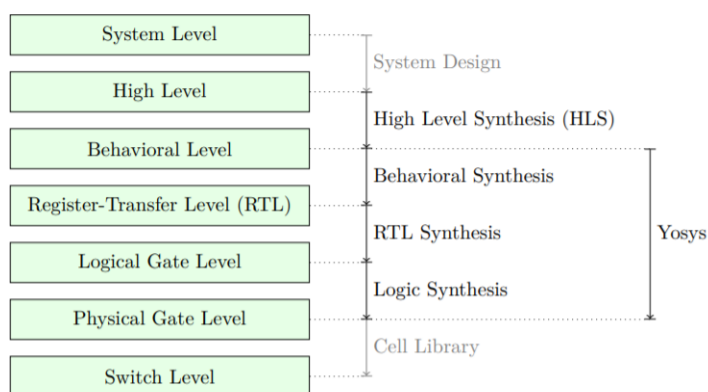 System Level
System Design
High Level
High Level Synthesis (HLS)
Behavioral Level
Behavioral Synthesis
Register-Transfer Level (RTL)
RTL Synthesis
Yosys
Logical Gate Level
Logic Synthesis
Physical Gate Level
Cell Library
Switch Level